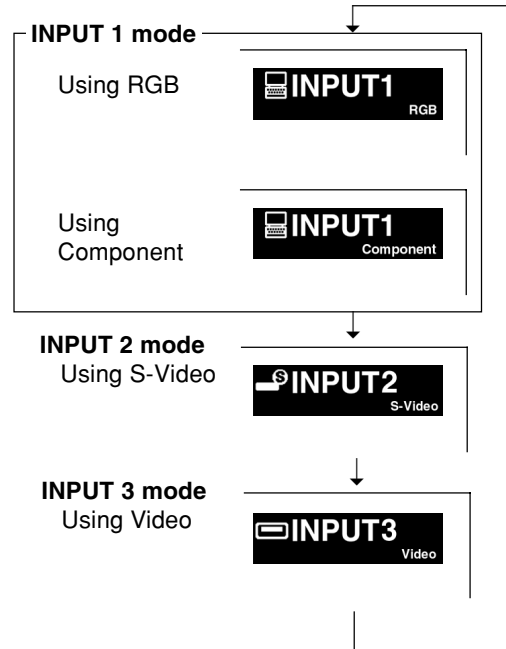 INPUT 1 mode
Using RGB
INPUT1
RGB
Using
Component
INPUT1
Component
INPUT 2 mode
Using S-Video
S
INPUT2
S-Video
INPUT 3 mode
Using Video
INPUT3
Video